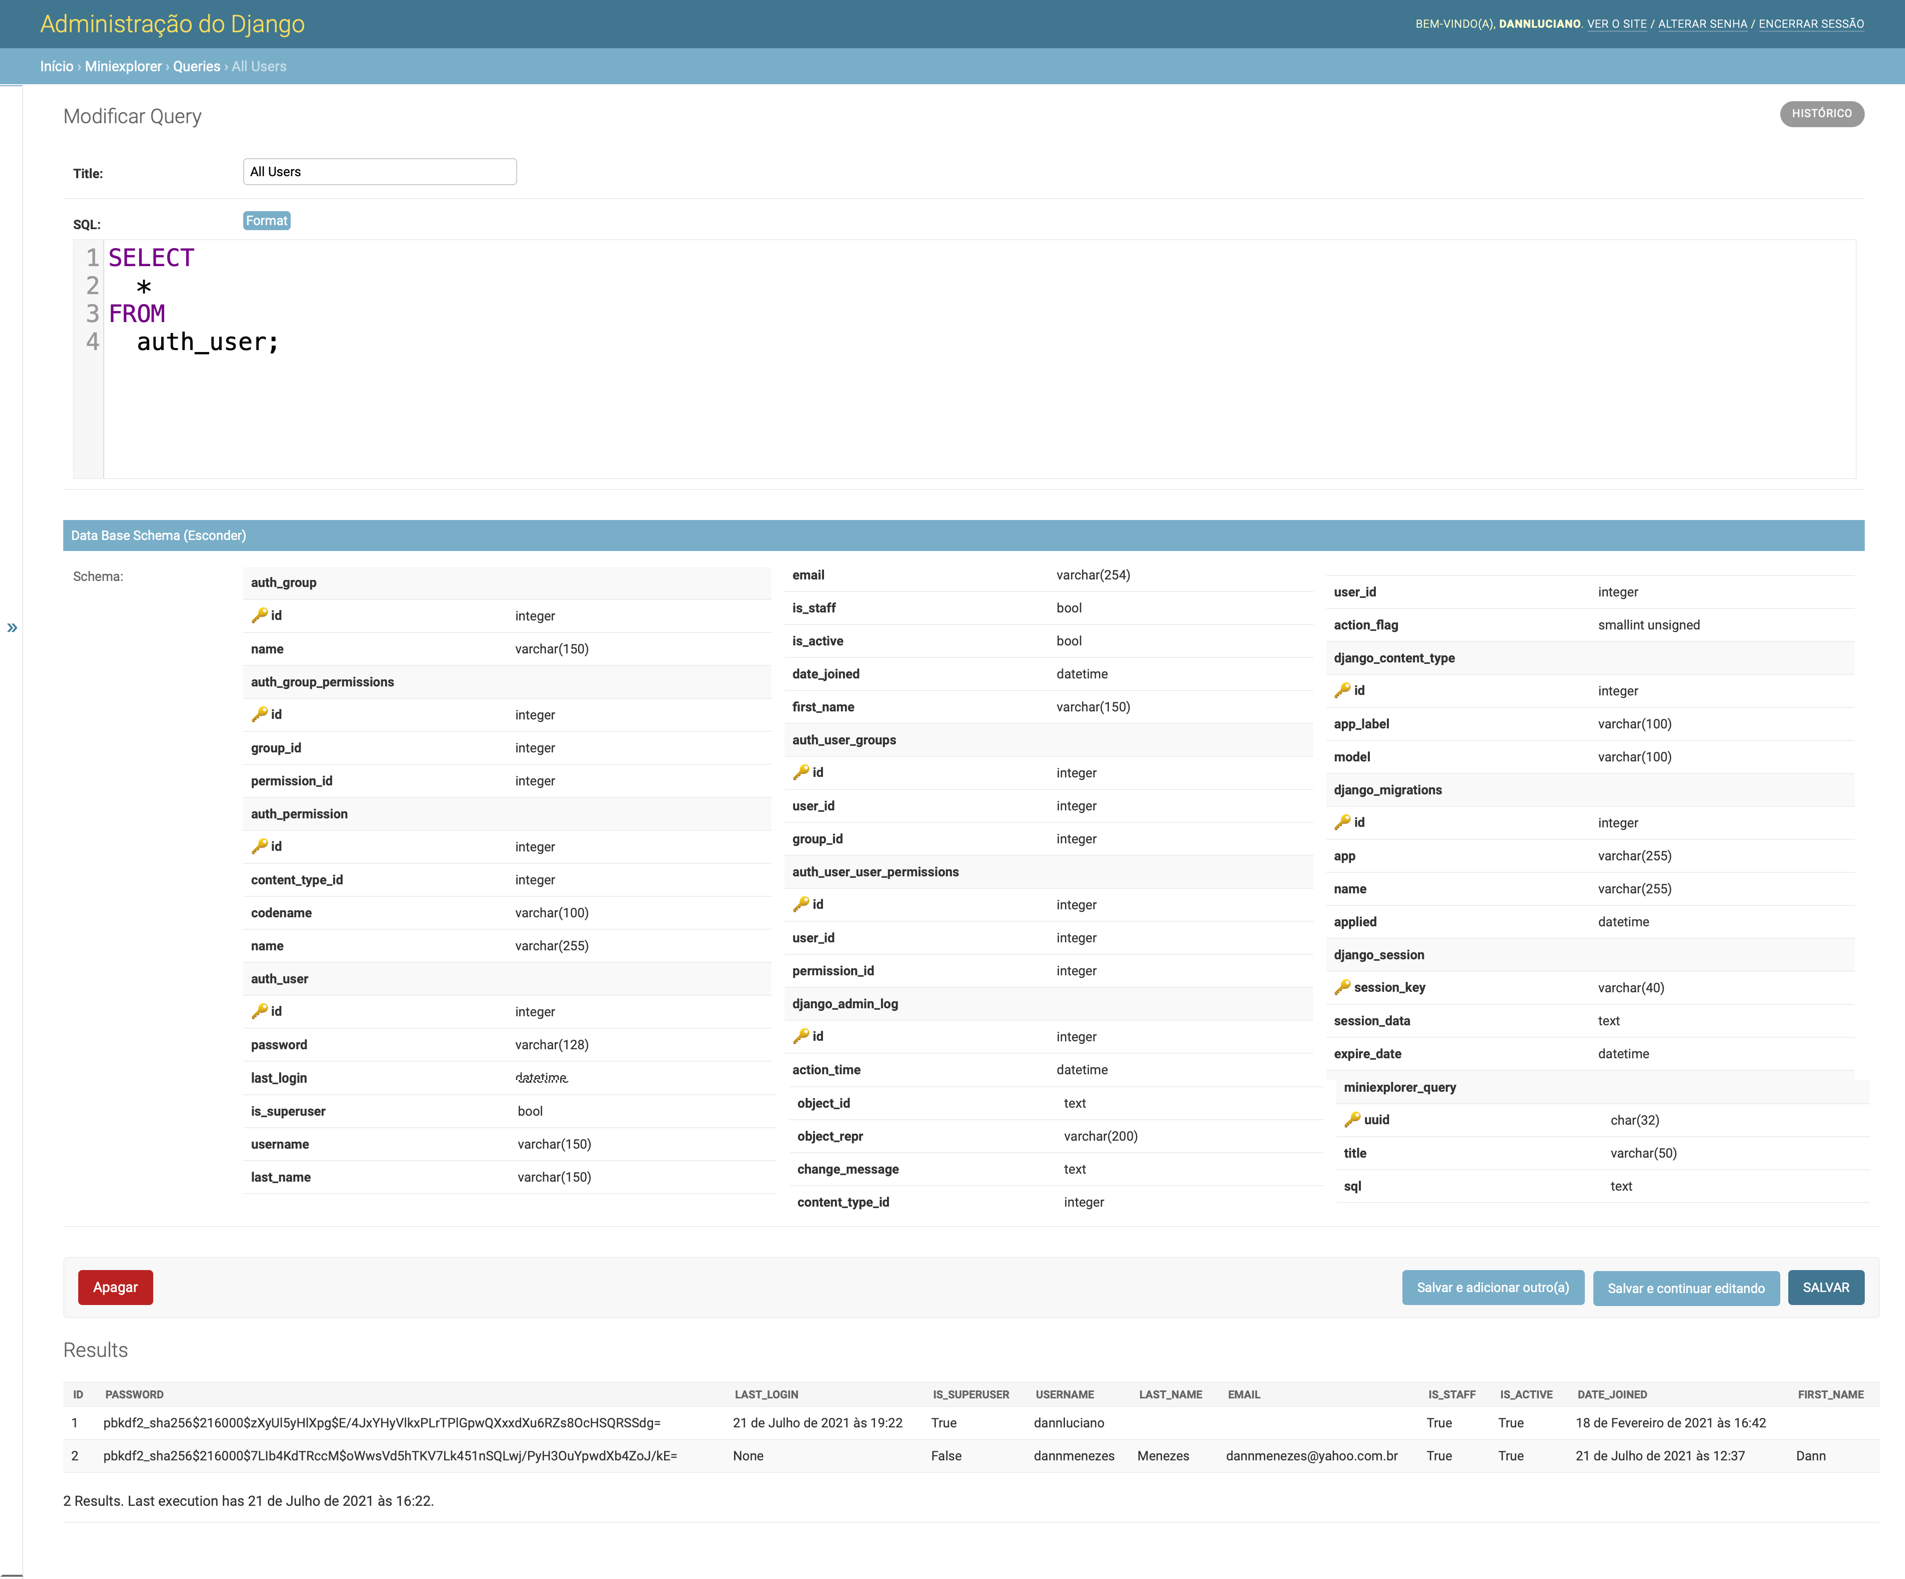 Administração do Django
BEM-VINDO(A), DANNLUCIANO. VER O SITE / ALTERAR SENHA / ENCERRAR SESSÃO
Início › Miniexplorer › Queries › All Users
Modificar Query
HISTÓRICO
Title:
All Users
SQL:
Format
1 SELECT
2 *
3 FROM
4 auth_user;
Data Base Schema (Esconder)
Schema:
auth_group
id integer
name varchar(150)
auth_group_permissions
id integer
group_id integer
permission_id integer
auth_permission
id integer
content_type_id integer
codename varchar(100)
name varchar(255)
auth_user
id integer
password varchar(128)
last_login datetime
is_superuser bool
username varchar(150)
last_name varchar(150)
email varchar(254)
is_staff bool
is_active bool
date_joined datetime
first_name varchar(150)
auth_user_groups
id integer
user_id integer
group_id integer
auth_user_user_permissions
id integer
user_id integer
permission_id integer
django_admin_log
id integer
action_time datetime
object_id text
object_repr varchar(200)
change_message text
content_type_id integer
user_id integer
action_flag smallint unsigned
django_content_type
id integer
app_label varchar(100)
model varchar(100)
django_migrations
id integer
app varchar(255)
name varchar(255)
applied datetime
django_session
session_key varchar(40)
session_data text
expire_date datetime
miniexplorer_query
uuid char(32)
title varchar(50)
sql text
»
Apagar
Salvar e adicionar outro(a)
Salvar e continuar editando
SALVAR
Results
ID PASSWORD LAST_LOGIN IS_SUPERUSER USERNAME LAST_NAME EMAIL IS_STAFF IS_ACTIVE DATE_JOINED FIRST_NAME
1 pbkdf2_sha256$216000$zXyUl5yHlXpg$E/4JxYHyVlkxPLrTPlGpwQXxxdXu6RZs8OcHSQRSSdg= 21 de Julho de 2021 às 19:22 True dannluciano True True 18 de Fevereiro de 2021 às 16:42
2 pbkdf2_sha256$216000$7LIb4KdTRccM$oWwsVd5hTKV7Lk451nSQLwj/PyH3OuYpwdXb4ZoJ/kE= None False dannmenezes Menezes dannmenezes@yahoo.com.br True True 21 de Julho de 2021 às 12:37 Dann
2 Results. Last execution has 21 de Julho de 2021 às 16:22.